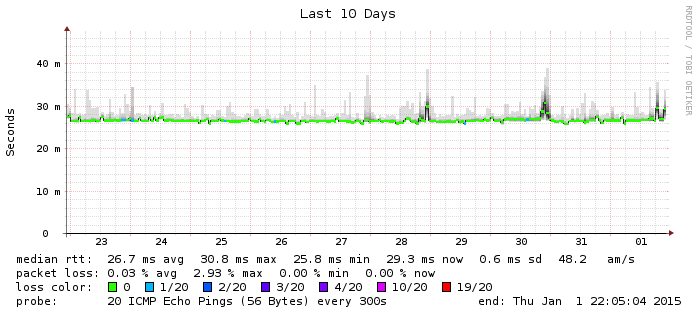 Last 10 Days
RRDTOOL / TOBI OETIKER
Seconds
40 m
30 m
20 m
10 m
0
23 24 25 26 27 28 29 30 31 01
median rtt: 26.7 ms avg 30.8 ms max 25.8 ms min 29.3 ms now 0.6 ms sd 48.2 am/s
packet loss: 0.03 % avg 2.93 % max 0.00 % min 0.00 % now
loss color: 0 1/20 2/20 3/20 4/20 10/20 19/20
probe: 20 ICMP Echo Pings (56 Bytes) every 300s end: Thu Jan 1 22:05:04 2015